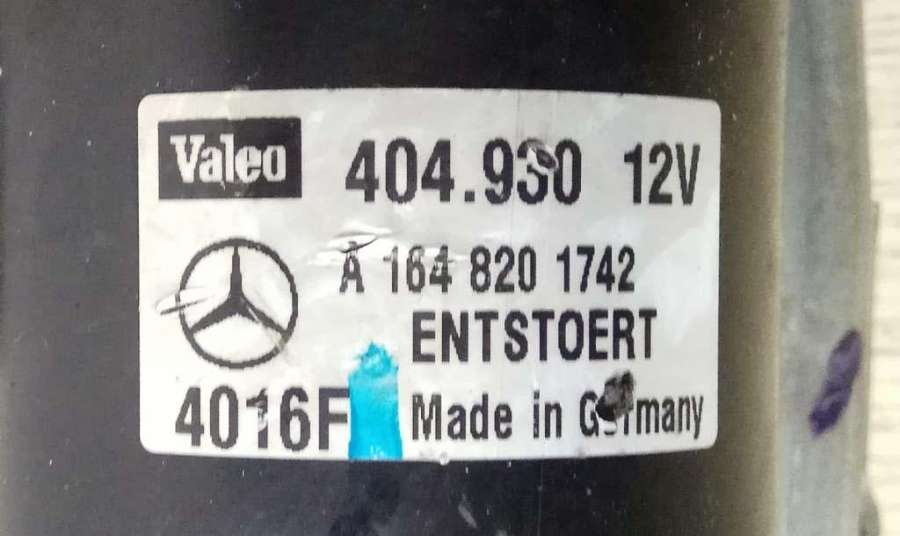 Valeo 404.930 12V
A 164 820 1742
ENTSTOERT
4016F Made in Germany